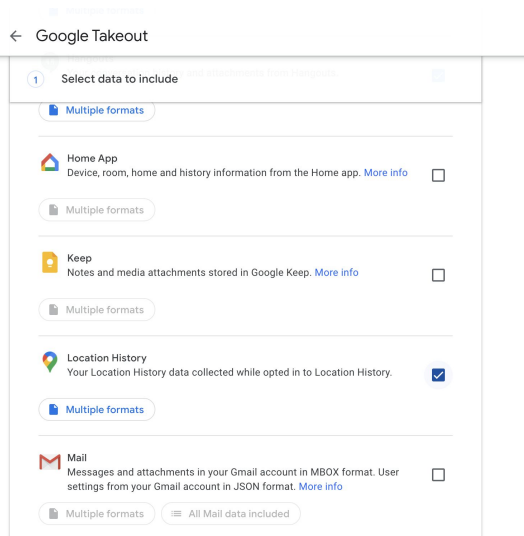 Google Takeout
1 Select data to include
Multiple formats
Home App
Device, room, home and history information from the Home app. More info
Multiple formats
Keep
Notes and media attachments stored in Google Keep. More info
Multiple formats
Location History
Your Location History data collected while opted in to Location History.
Multiple formats
Mail
Messages and attachments in your Gmail account in MBOX format. User
settings from your Gmail account in JSON format. More info
Multiple formats All Mail data included